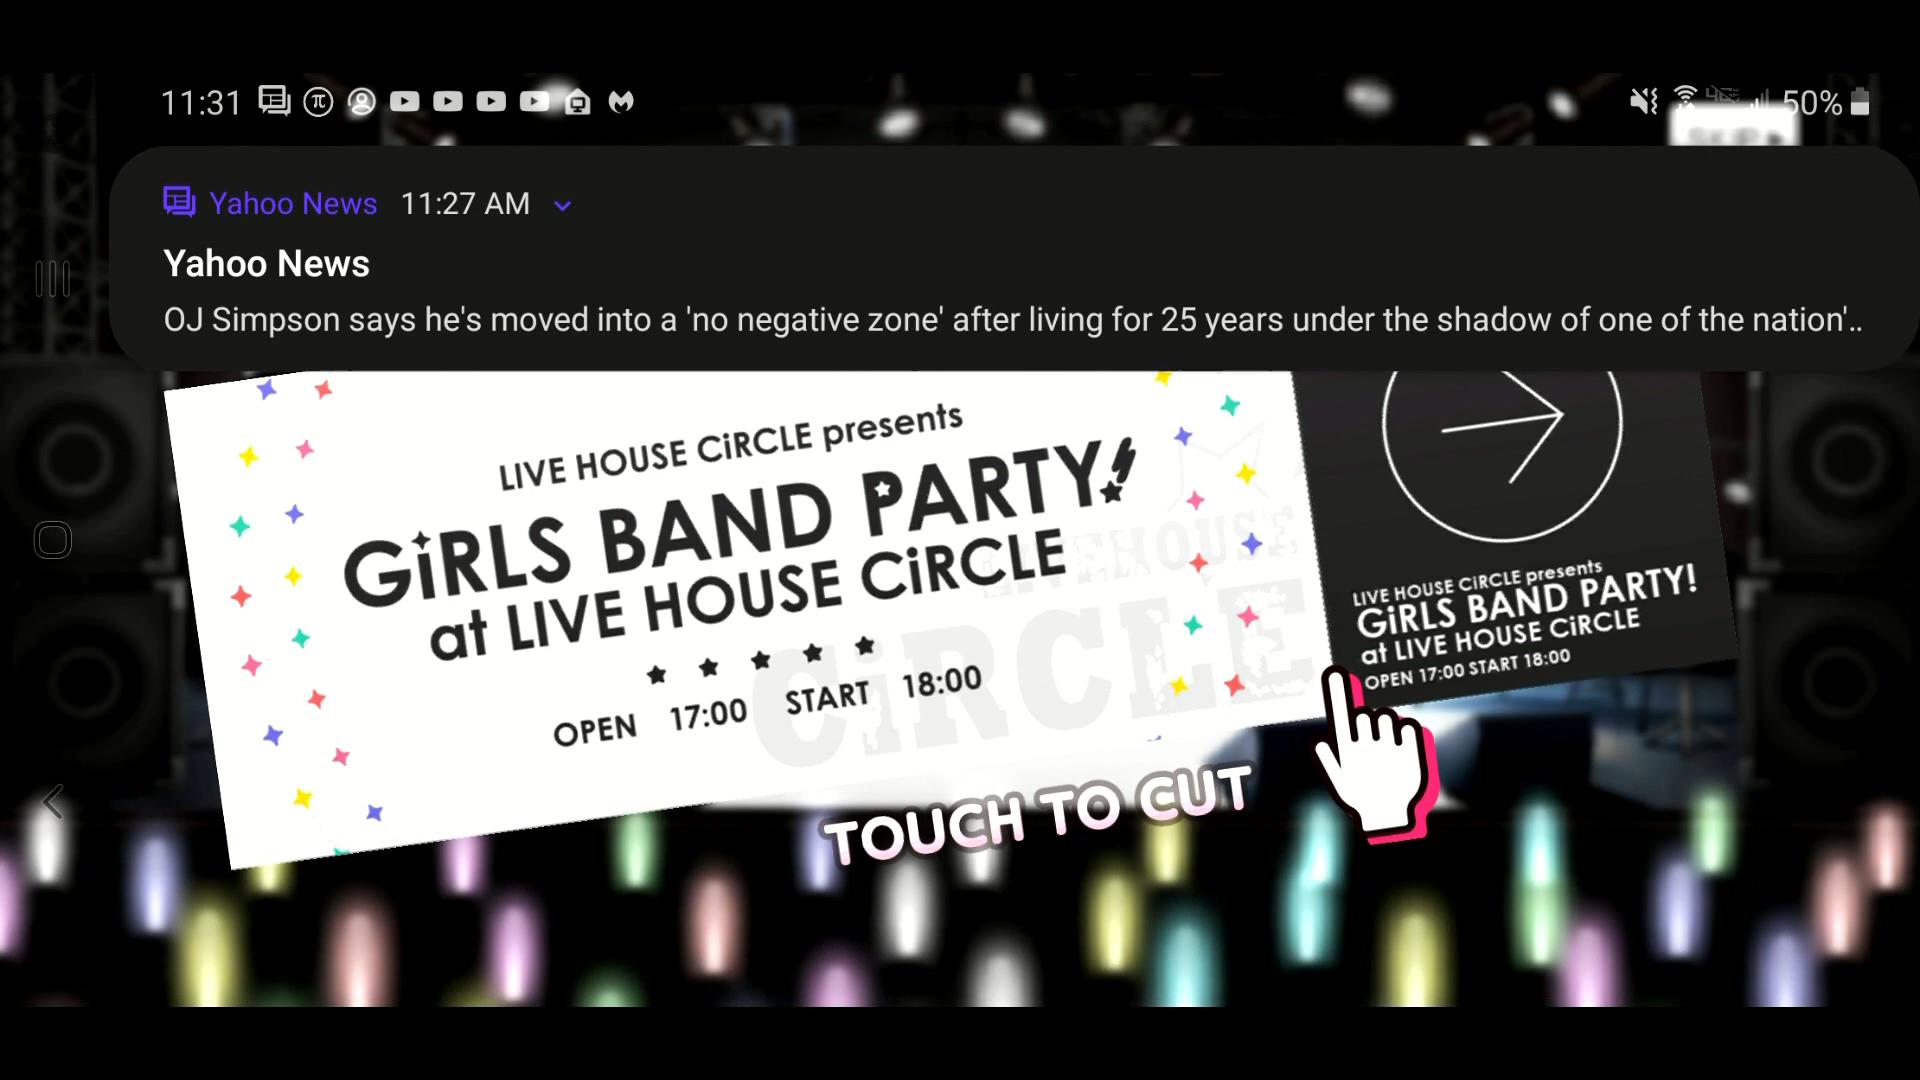 11:31
50%
Yahoo News 11:27 AM
Yahoo News
OJ Simpson says he's moved into a 'no negative zone' after living for 25 years under the shadow of one of the nation'..
LIVE HOUSE CiRCLE presents
GiRLS BAND PARTY!
at LIVE HOUSE CiRCLE
OPEN 17:00 START 18:00
LIVEHOUSE
CiRCLE
LIVE HOUSE CiRCLE presents
GiRLS BAND PARTY!
at LIVE HOUSE CiRCLE
OPEN 17:00 START 18:00
TOUCH TO CUT